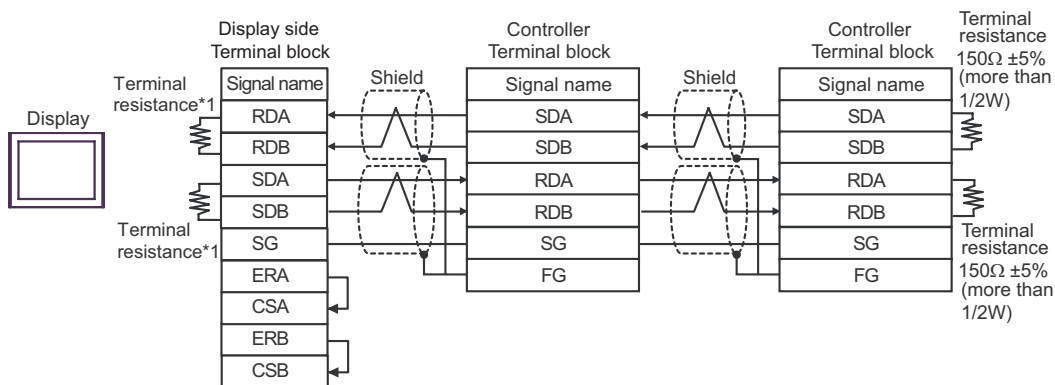 Display
Terminal
resistance*1
Terminal
resistance*1
Display side
Terminal block
Signal name
RDA
RDB
SDA
SDB
SG
ERA
CSA
ERB
CSB
Shield
Controller
Terminal block
Signal name
SDA
SDB
RDA
RDB
SG
FG
Shield
Controller
Terminal block
Signal name
SDA
SDB
RDA
RDB
SG
FG
Terminal
resistance
150Ω ±5%
(more than
1/2W)
Terminal
resistance
150Ω ±5%
(more than
1/2W)